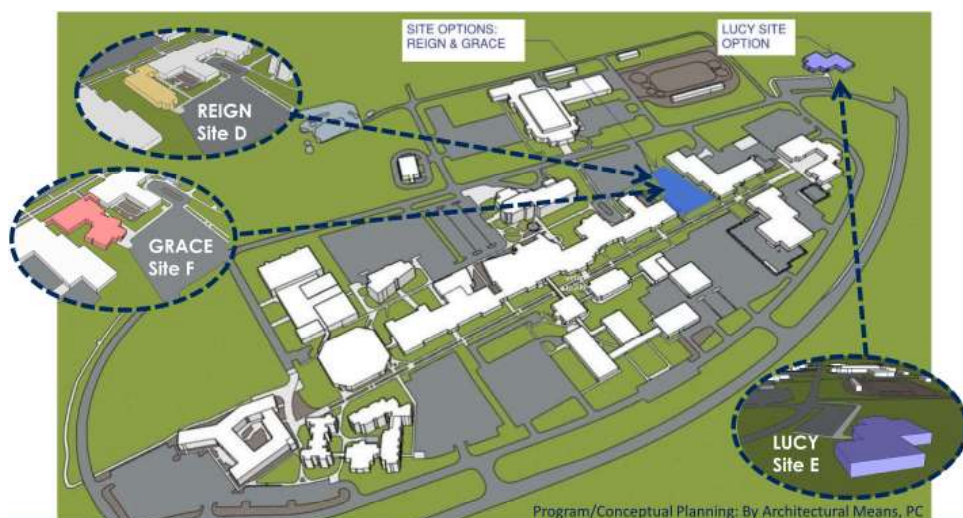 SITE OPTIONS:
REIGN & GRACE
LUCY SITE
OPTION
REIGN
Site D
GRACE
Site F
LUCY
Site E
Program/Conceptual Planning: By Architectural Means, PC